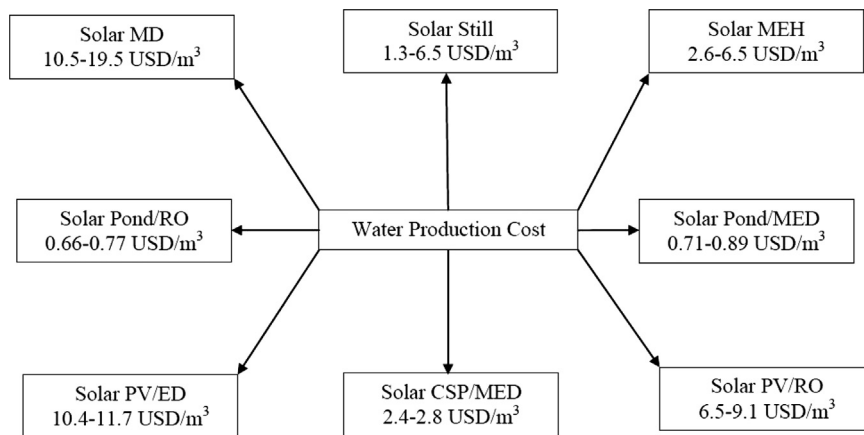 Solar MD
10.5-19.5 USD/m³
Solar Still
1.3-6.5 USD/m³
Solar MEH
2.6-6.5 USD/m³
Solar Pond/RO
0.66-0.77 USD/m³
Water Production Cost
Solar Pond/MED
0.71-0.89 USD/m³
Solar PV/ED
10.4-11.7 USD/m³
Solar CSP/MED
2.4-2.8 USD/m³
Solar PV/RO
6.5-9.1 USD/m³